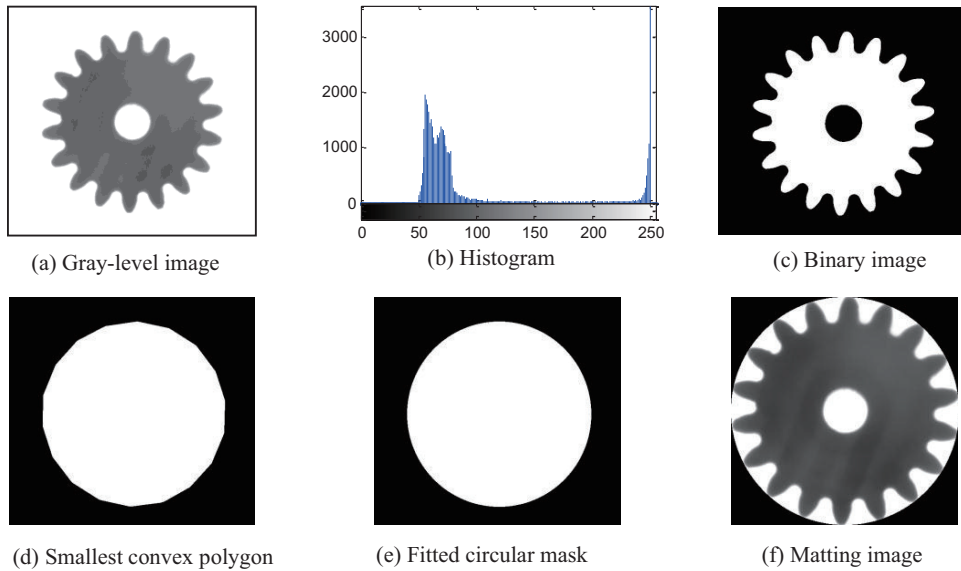 3000
2000
1000
0
0 50 100 150 200 250
(a) Gray-level image
(b) Histogram
(c) Binary image
(d) Smallest convex polygon
(e) Fitted circular mask
(f) Matting image